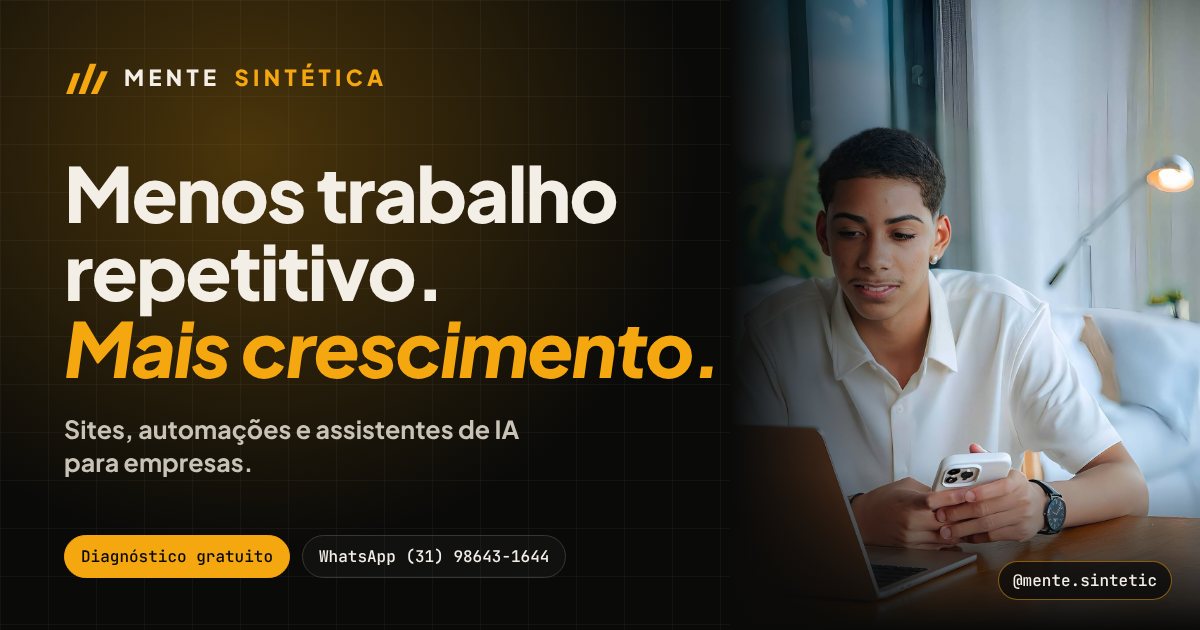 MENTE SINTÉTICA
Menos trabalho
repetitivo.
Mais crescimento.
Sites, automações e assistentes de IA
para empresas.
Diagnóstico gratuito
WhatsApp (31) 98643-1644
@mente.sintetic